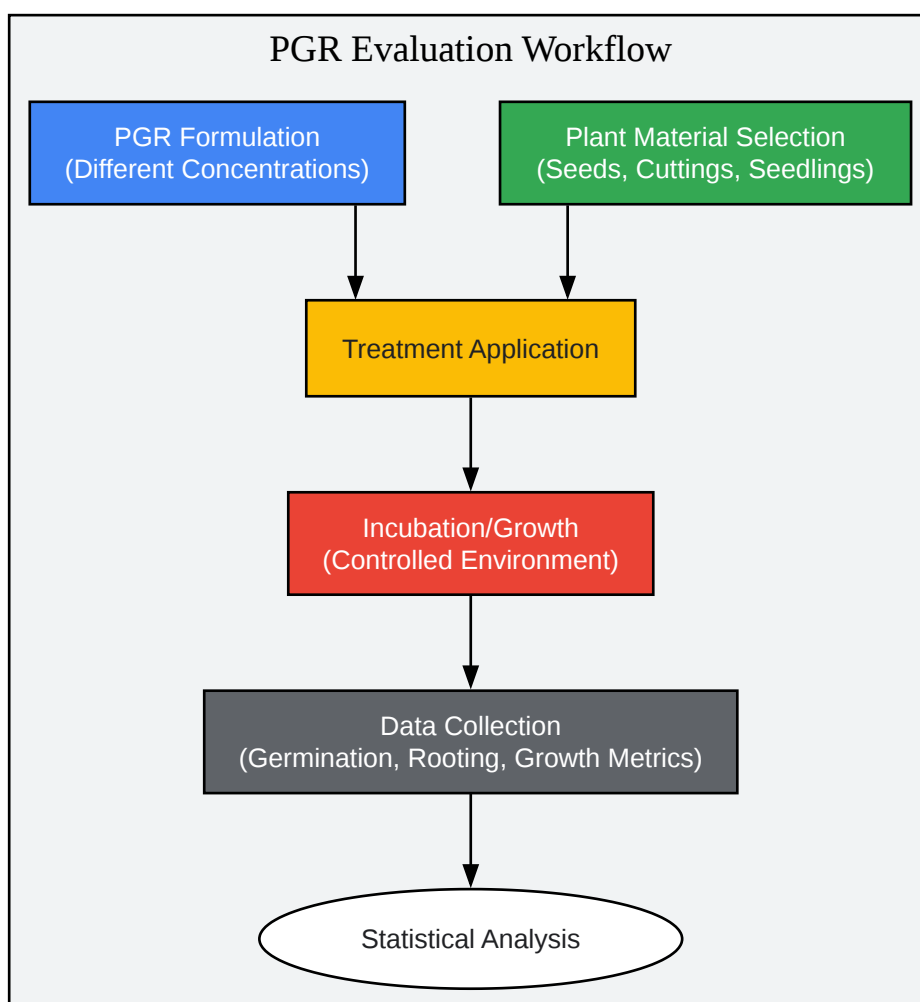 PGR Evaluation Workflow
PGR Formulation
(Different Concentrations)
Plant Material Selection
(Seeds, Cuttings, Seedlings)
Treatment Application
Incubation/Growth
(Controlled Environment)
Data Collection
(Germination, Rooting, Growth Metrics)
Statistical Analysis